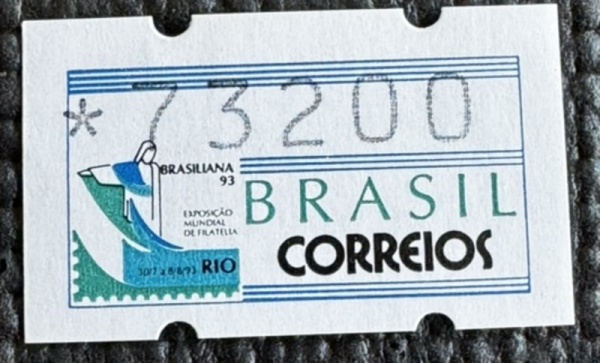 *73200
BRASILIANA
93
EXPOSIÇÃO
MUNDIAL
DE FILATELIA
30/7 a 8/8/93 RIO
BRASIL
CORREIOS